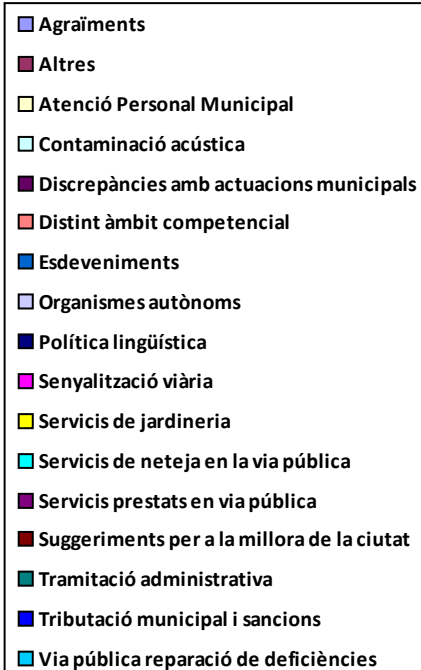 Agraïments
Altres
Atenció Personal Municipal
Contaminació acústica
Discrepàncies amb actuacions municipals
Distint àmbit competencial
Esdeveniments
Organismes autònoms
Política lingüística
Senyalització viària
Servicis de jardineria
Servicis de neteja en la via pública
Servicis prestats en via pública
Suggeriments per a la millora de la ciutat
Tramitació administrativa
Tributació municipal i sancions
Via pública reparació de deficiències